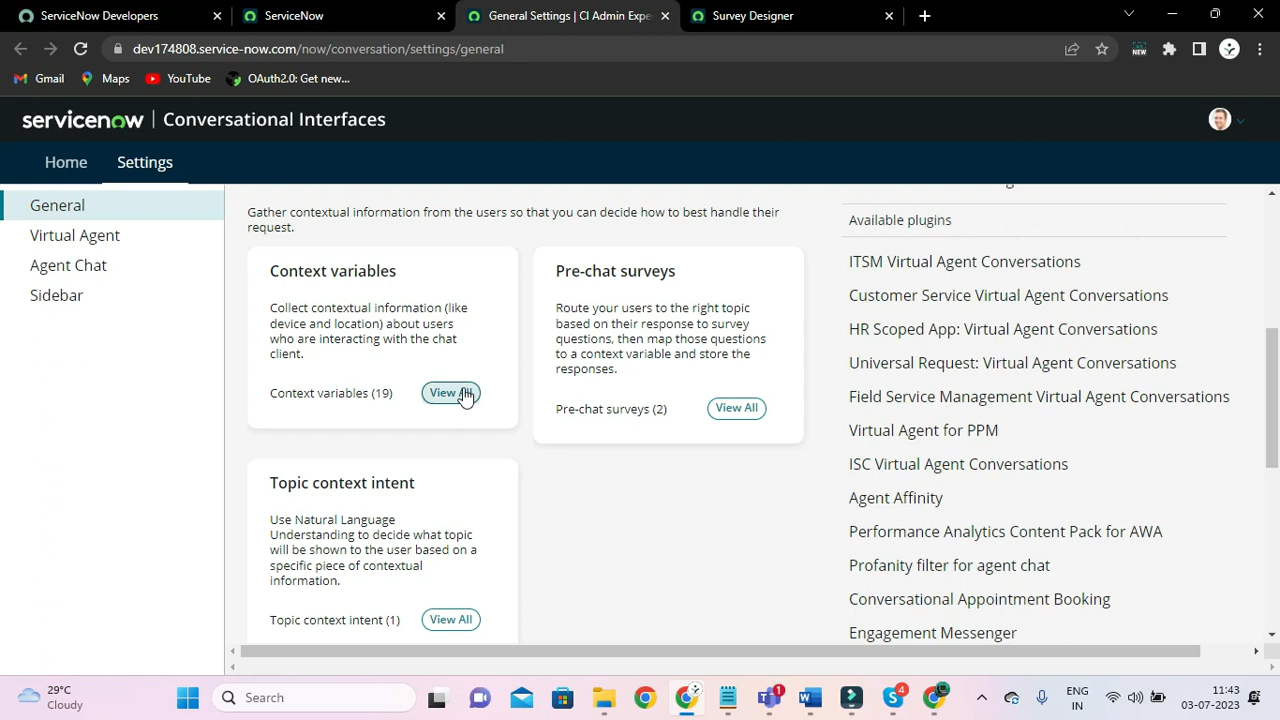 ServiceNow Developers
ServiceNow
General Settings | CI Admin Expe
Survey Designer
dev174808.service-now.com/now/conversation/settings/general
NEW
Gmail
Maps
YouTube
OAuth2.0: Get new...
servicenow | Conversational Interfaces
Home
Settings
General
Virtual Agent
Agent Chat
Sidebar
Gather contextual information from the users so that you can decide how to best handle their
request.
Context variables
Collect contextual information (like
device and location) about users
who are interacting with the chat
client.
Context variables (19)
View All
Pre-chat surveys
Route your users to the right topic
based on their response to survey
questions, then map those questions
to a context variable and store the
responses.
Pre-chat surveys (2)
View All
Topic context intent
Use Natural Language
Understanding to decide what topic
will be shown to the user based on a
specific piece of contextual
information.
Topic context intent (1)
View All
Available plugins
ITSM Virtual Agent Conversations
Customer Service Virtual Agent Conversations
HR Scoped App: Virtual Agent Conversations
Universal Request: Virtual Agent Conversations
Field Service Management Virtual Agent Conversations
Virtual Agent for PPM
ISC Virtual Agent Conversations
Agent Affinity
Performance Analytics Content Pack for AWA
Profanity filter for agent chat
Conversational Appointment Booking
Engagement Messenger
29°C
Cloudy
Search
1
4
ENG
IN
11:43
03-07-2023